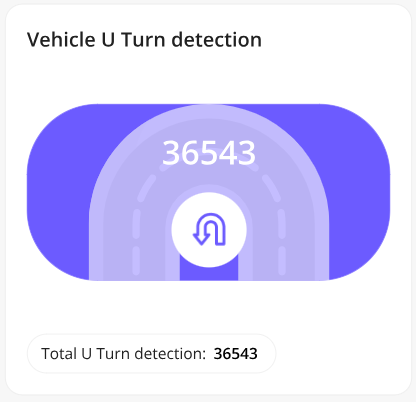 Vehicle U Turn detection
36543
Total U Turn detection: 36543